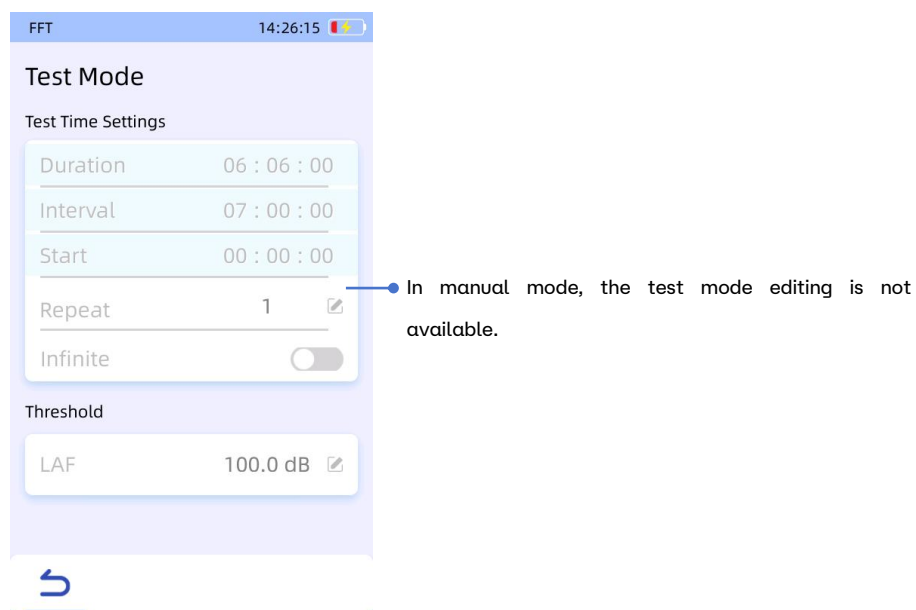 FFT 14:26:15
Test Mode
Test Time Settings
Duration 06 : 06 : 00
Interval 07 : 00 : 00
Start 00 : 00 : 00
Repeat 1
Infinite
Threshold
LAF 100.0 dB
In manual mode, the test mode editing is not
available.